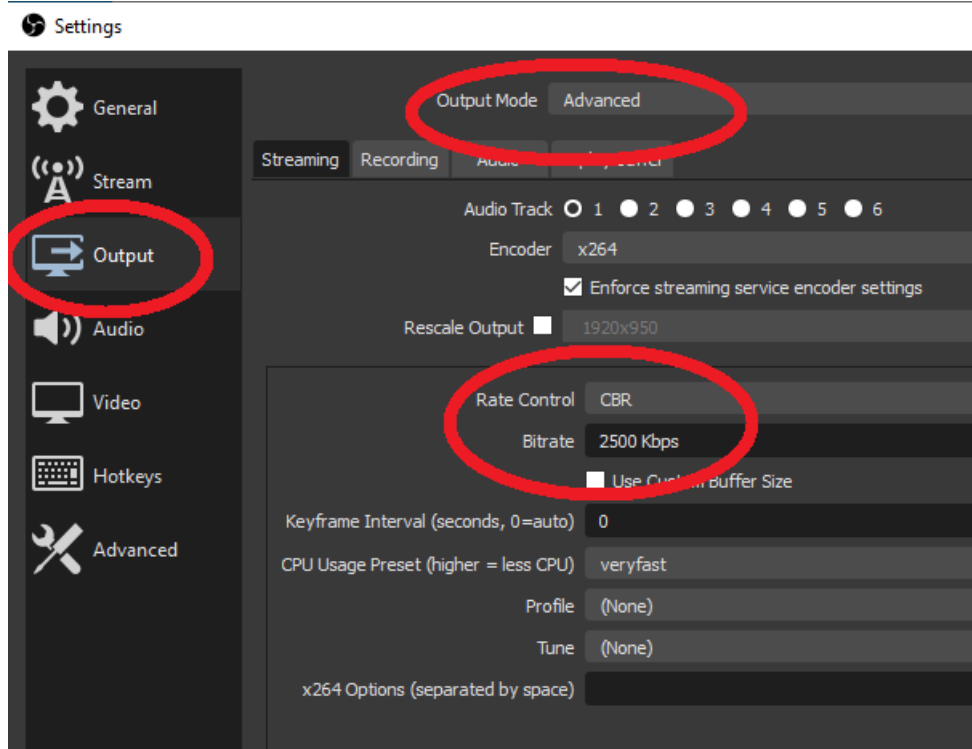 Settings
General
Stream
Output
Audio
Video
Hotkeys
Advanced
Output Mode Advanced
Streaming Recording Audio
Audio Track 1 2 3 4 5 6
Encoder x264
Enforce streaming service encoder settings
Rescale Output 1920x950
Rate Control CBR
Bitrate 2500 Kbps
Use Custom Buffer Size
Keyframe Interval (seconds, 0=auto) 0
CPU Usage Preset (higher = less CPU) veryfast
Profile (None)
Tune (None)
x264 Options (separated by space)